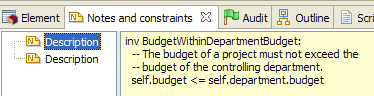 Element Notes and constraints Audit Outline Scripti
Description
Description
inv BudgetWithinDepartmentBudget:
-- The budget of a project must not exceed the
-- budget of the controlling department.
self.budget <= self.department.budget